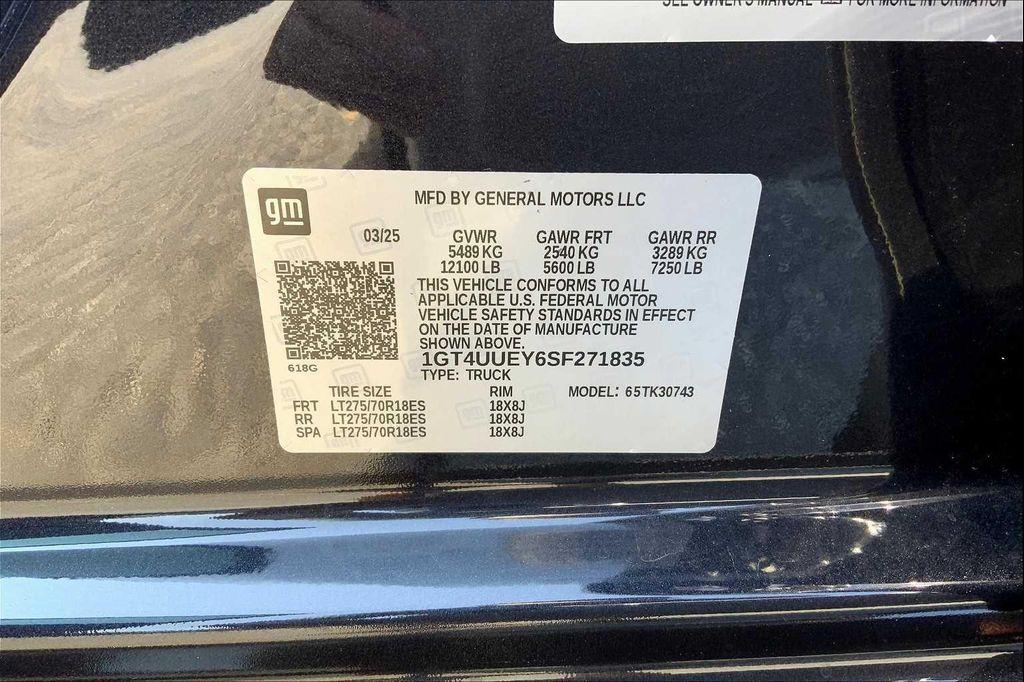 SEE OWNER'S MANUAL FOR MORE INFORMATION
gm
MFD BY GENERAL MOTORS LLC
03/25 GVWR GAWR FRT GAWR RR
5489 KG 2540 KG 3289 KG
12100 LB 5600 LB 7250 LB
THIS VEHICLE CONFORMS TO ALL
APPLICABLE U.S. FEDERAL MOTOR
VEHICLE SAFETY STANDARDS IN EFFECT
ON THE DATE OF MANUFACTURE
SHOWN ABOVE.
1GT4UUEY6SF271835
618G
TYPE: TRUCK
TIRE SIZE RIM MODEL: 65TK30743
FRT LT275/70R18ES 18X8J
RR LT275/70R18ES 18X8J
SPA LT275/70R18ES 18X8J